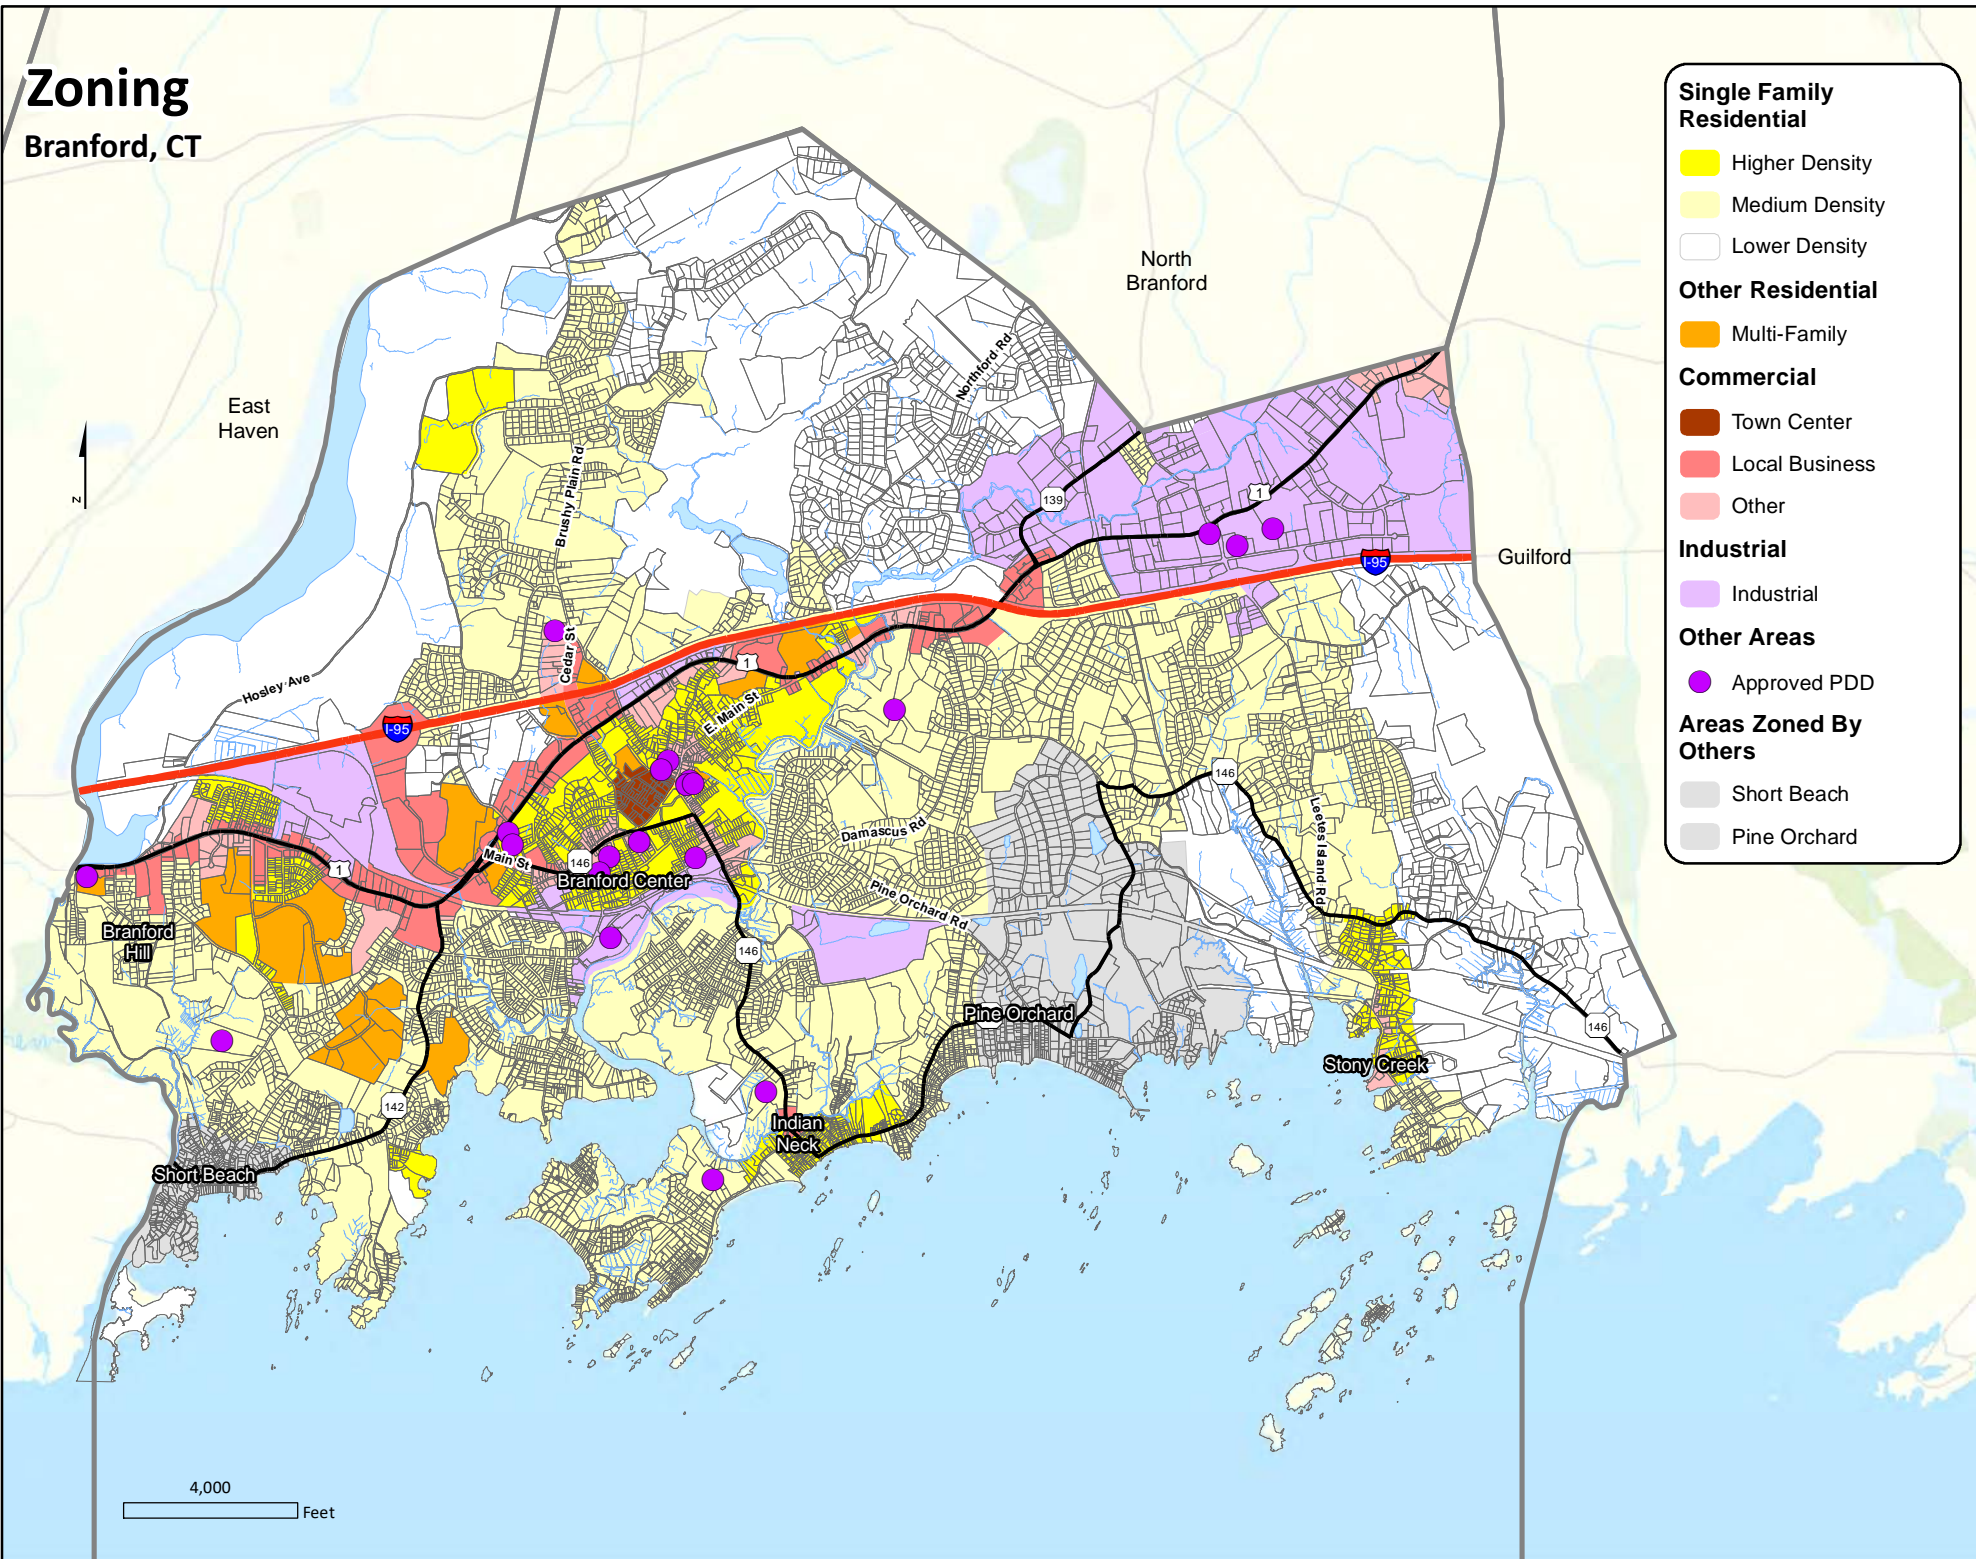 Zoning
Branford, CT
Single Family
Residential
Higher Density
Medium Density
Lower Density
Other Residential
Multi-Family
Commercial
Town Center
Local Business
Other
Industrial
Industrial
Other Areas
Approved PDD
Areas Zoned By
Others
Short Beach
Pine Orchard
North
Branford
East
Haven
Guilford
z
Northford Rd
Brushy Plain Rd
139
1
I-95
Cedar St
1
Hosley Ave
E. Main St
I-95
146
Letes Island Rd
Damascus Rd
Main St
146
1
Branford Center
Pine Orchard Rd
Branford
Hill
146
Pine Orchard
146
Stony Creek
142
Indian
Neck
Short Beach
4,000
Feet